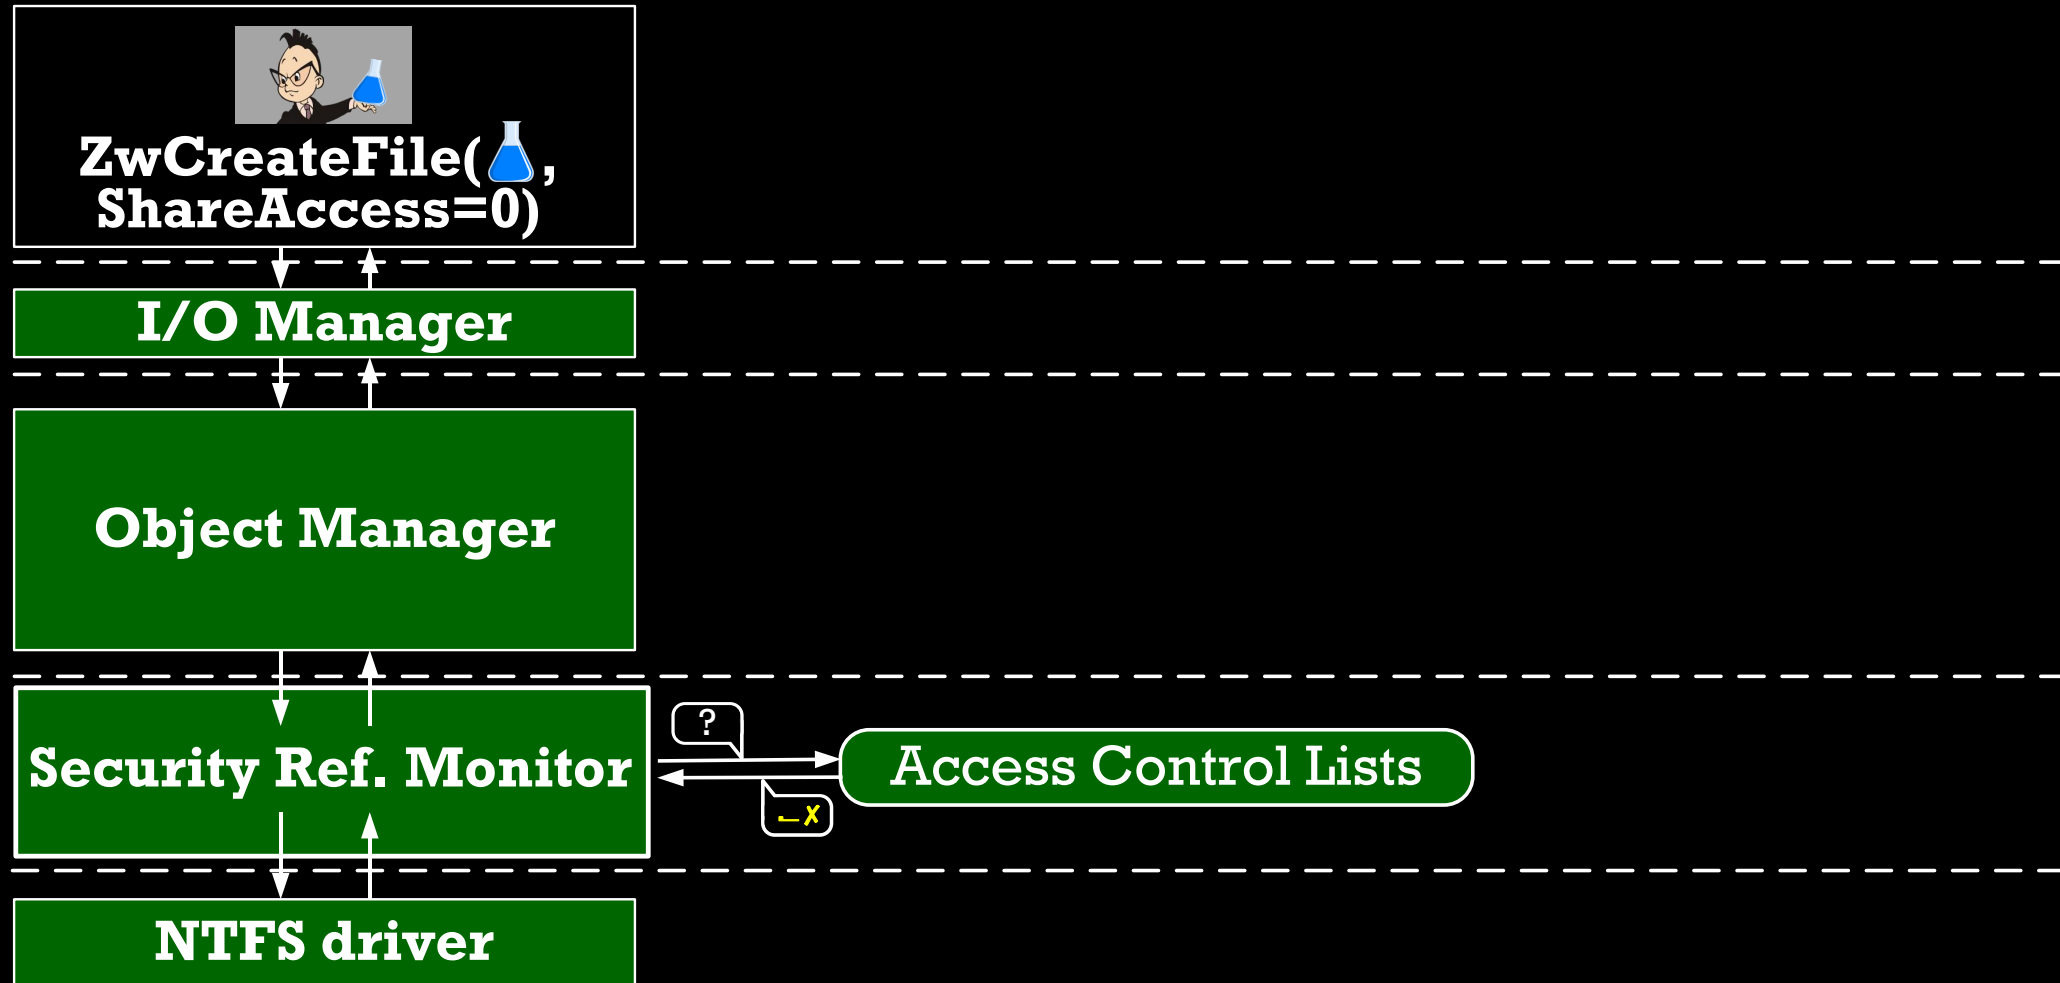 ZwCreateFile( ,
ShareAccess=0)
I/O Manager
Object Manager
Security Ref. Monitor
?
Access Control Lists
✗
NTFS driver